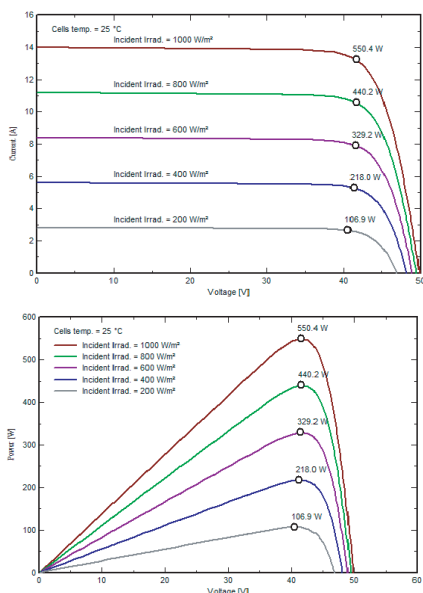 Cells temp. = 25 °C
Incident Irrad. = 1000 W/m²
550.4 W
Incident Irrad. = 800 W/m²
440.2 W
Incident Irrad. = 600 W/m²
329.2 W
Incident Irrad. = 400 W/m²
218.0 W
Incident Irrad. = 200 W/m²
106.9 W
16
14
12
10
8
6
4
2
0
Current [A]
0 10 20 30 40 50
Voltage [V]
600
500
400
300
200
100
0
Power [W]
Cells temp. = 25 °C
Incident Irrad. = 1000 W/m²
Incident Irrad. = 800 W/m²
Incident Irrad. = 600 W/m²
Incident Irrad. = 400 W/m²
Incident Irrad. = 200 W/m²
550.4 W
440.2 W
329.2 W
218.0 W
106.9 W
0 10 20 30 40 50 60
Voltage [V]